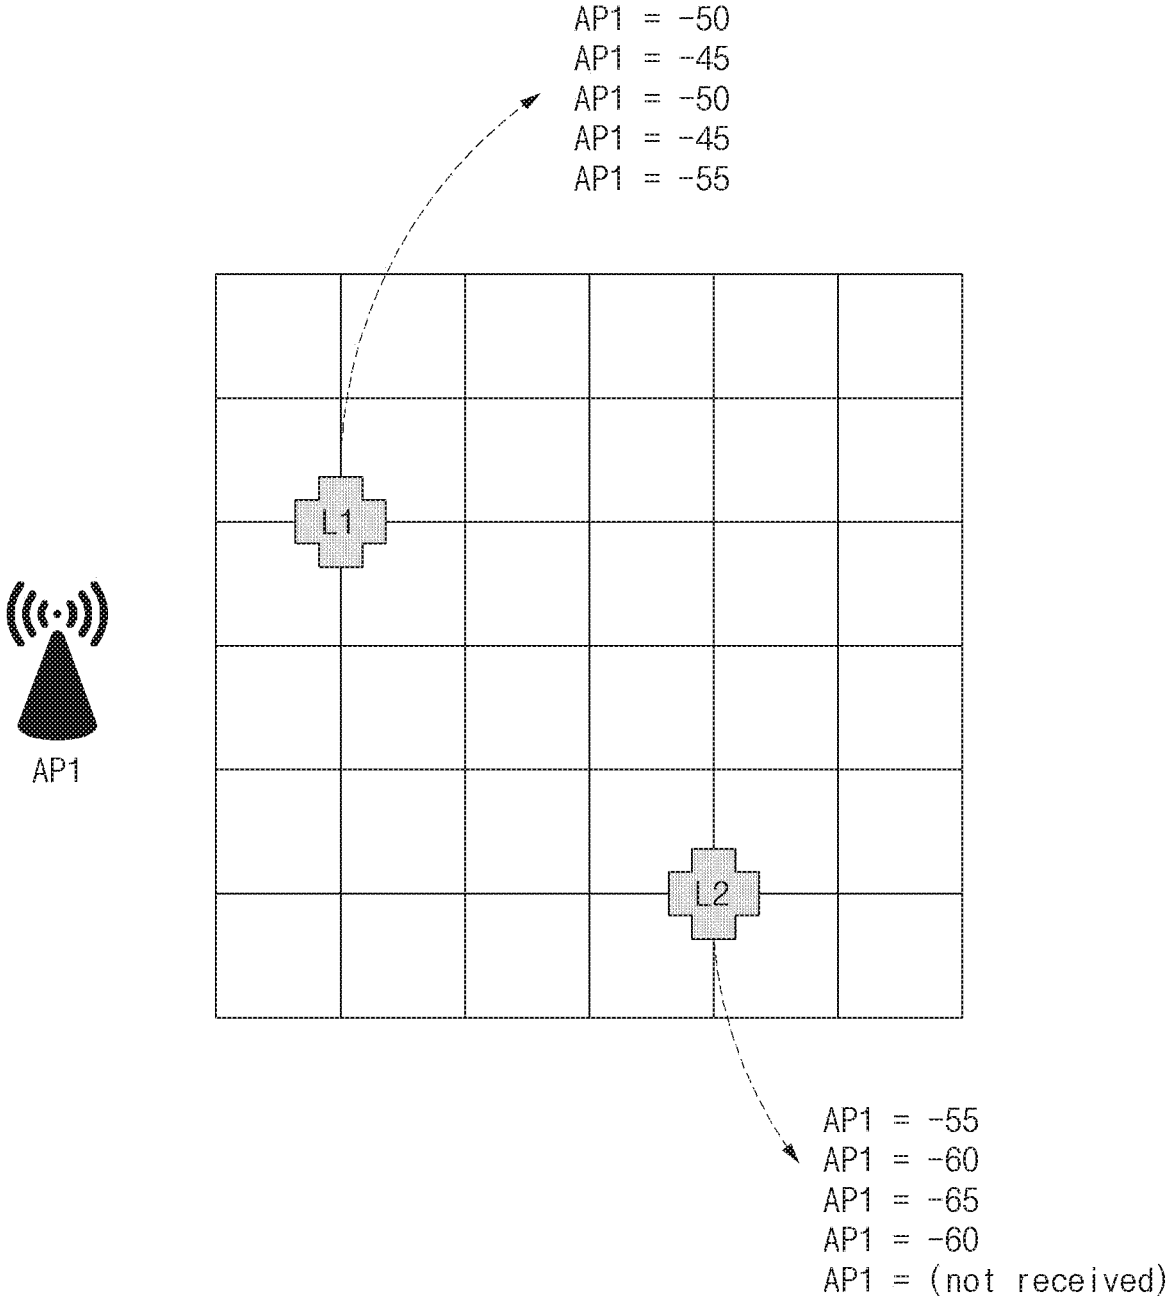 AP1 = -50
AP1 = -45
AP1 = -50
AP1 = -45
AP1 = -55
L1
AP1
L2
AP1 = -55
AP1 = -60
AP1 = -65
AP1 = -60
AP1 = (not received)